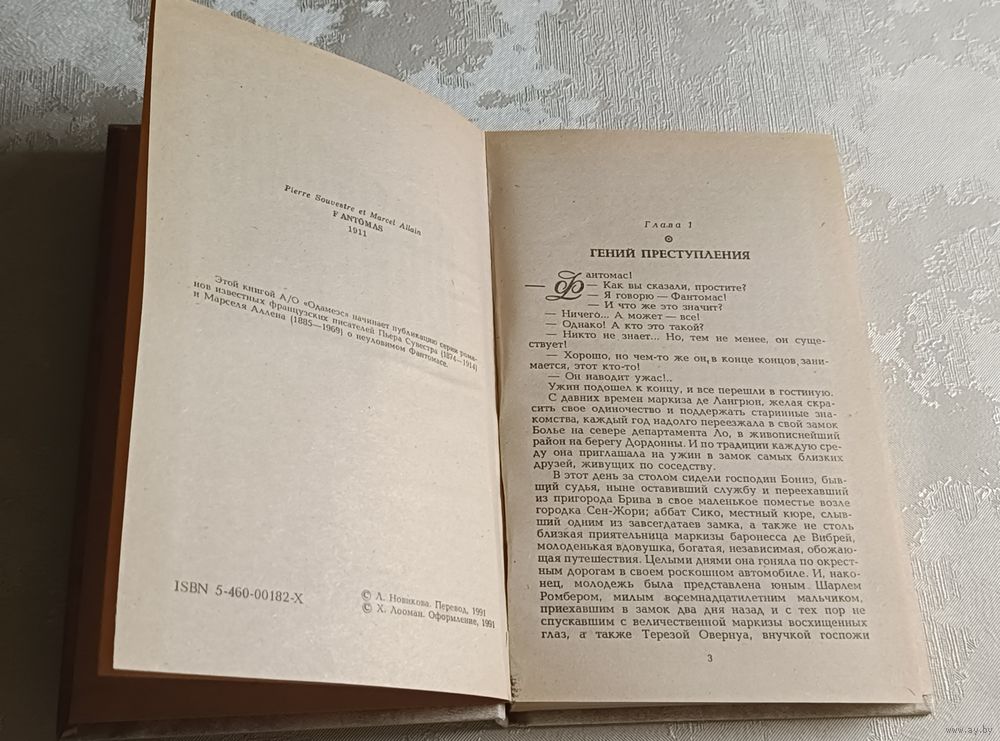 Pierre Souvestre et Marcel Allain
F ANTOMAS
1911
Этой книгой А/О «Оламеэс» начинает публикацию серии рома-
нов известных французских писателей Пьера Сувестра (1874—1914)
и Марселя Аллена (1885—1969) о неуловимом Фантомасе.
ISBN 5-460-00182-X
© Л. Новикова. Перевод, 1991
© Х. Лооман. Оформление, 1991
Глава 1
ГЕНИЙ ПРЕСТУПЛЕНИЯ
— Фантомас!
— Как вы сказали, простите?
— Я говорю — Фантомас!
— И что же это значит?
— Ничего... А может — все!
— Однако! А кто это такой?
— Никто не знает... Но, тем не менее, он суще-
ствует!
— Хорошо, но чем-то же он, в конце концов, зани-
мается, этот кто-то!
— Он наводит ужас!..
Ужин подошел к концу, и все перешли в гостиную.
С давних времен маркиза де Лангрюн, желая скра-
сить свое одиночество и поддержать старинные зна-
комства, каждый год надолго переезжала в свой замок
Болье на севере департамента Ло, в живописнейший
район на берегу Дордонны. И по традиции каждую сре-
ду она приглашала на ужин в замок самых близких
друзей, живущих по соседству.
В этот день за столом сидели господин Бониэ, быв-
ший судья, ныне оставивший службу и переехавший
из пригорода Брива в свое маленькое поместье возле
городка Сен-Жори; аббат Сико, местный кюре, слыв-
ший одним из завсегдатаев замка, а также не столь
близкая приятельница маркизы баронесса де Вибрей,
молоденькая вдовушка, богатая, независимая, обожаю-
щая путешествия. Целыми днями она гоняла по окрест-
ным дорогам в своем роскошном автомобиле. И, нако-
нец, молодежь была представлена юным Шарлем
Ромбером, милым восемнадцатилетним мальчиком,
приехавшим в замок два дня назад и с тех пор не
спускавшим с величественной маркизы восхищенных
глаз, а также Терезой Овернуа, внучкой госпожи
3
www.ay.by